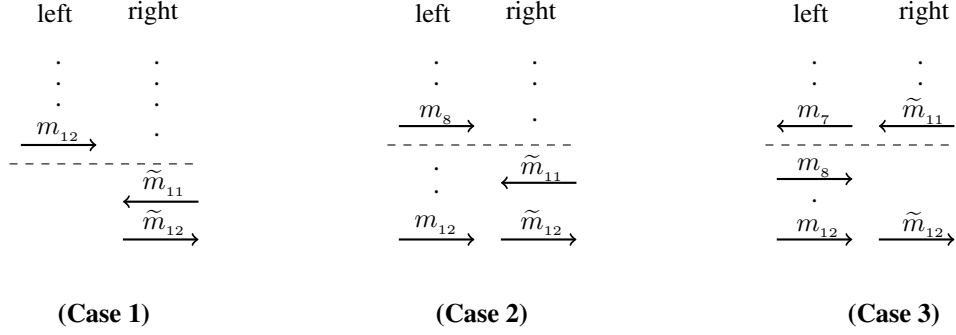 left right left right left right
m₈ m₇ m̃₁₁
m₁₂
m̃₁₁ m̃₁₁ m₈
m̃₁₂ m₁₂ m̃₁₂ m₁₂ m̃₁₂
(Case 1) (Case 2) (Case 3)